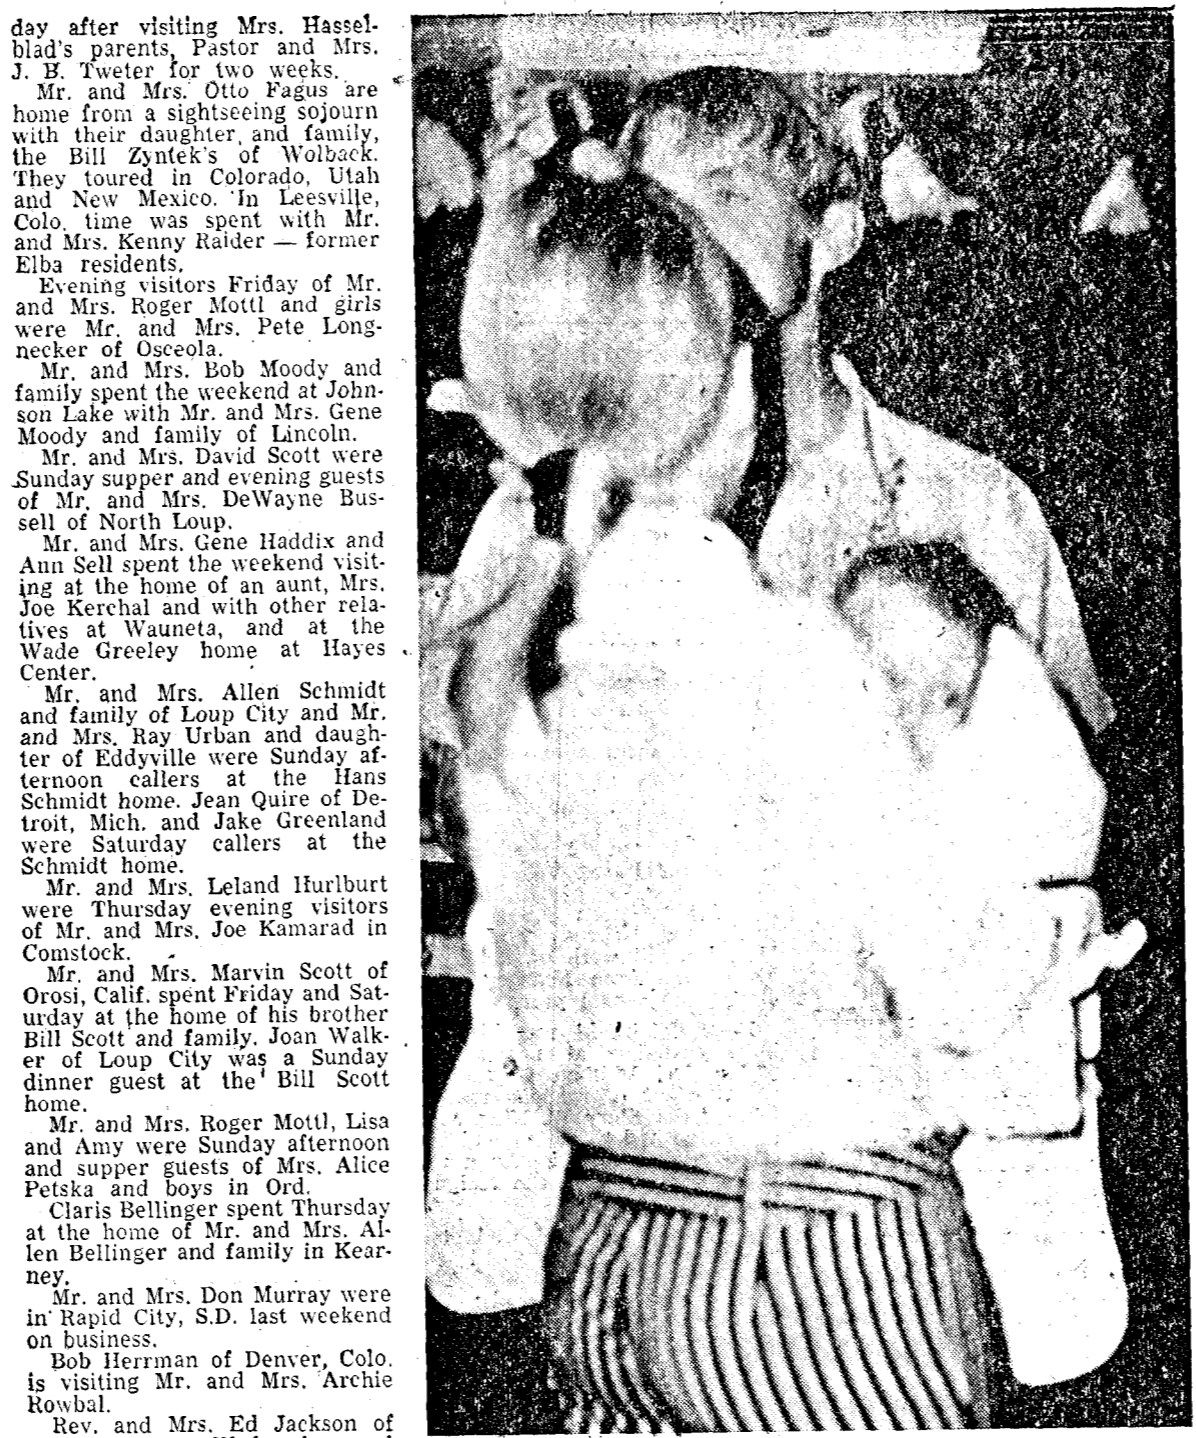 day after visiting Mrs. Hassel-
blad's parents, Pastor and Mrs.
J. B. Tweter for two weeks.
Mr. and Mrs. Otto Fagus are
home from a sightseeing sojourn
with their daughter and family,
the Bill Zyntek's of Wolback.
They toured in Colorado, Utah
and New Mexico. In Leesville,
Colo. time was spent with Mr.
and Mrs. Kenny Raider — former
Elba residents.
Evening visitors Friday of Mr.
and Mrs. Roger Mottl and girls
were Mr. and Mrs. Pete Long-
necker of Osceola.
Mr. and Mrs. Bob Moody and
family spent the weekend at John-
son Lake with Mr. and Mrs. Gene
Moody and family of Lincoln.
Mr. and Mrs. David Scott were
Sunday supper and evening guests
of Mr. and Mrs. DeWayne Bus-
sell of North Loup.
Mr. and Mrs. Gene Haddix and
Ann Sell spent the weekend visit-
ing at the home of an aunt, Mrs.
Joe Kerchal and with other rela-
tives at Wauneta, and at the
Wade Greeley home at Hayes
Center.
Mr. and Mrs. Allen Schmidt
and family of Loup City and Mr.
and Mrs. Ray Urban and daugh-
ter of Eddyville were Sunday af-
ternoon callers at the Hans
Schmidt home. Jean Quire of De-
troit, Mich. and Jake Greenland
were Saturday callers at the
Schmidt home.
Mr. and Mrs. Leland Hurlburt
were Thursday evening visitors
of Mr. and Mrs. Joe Kamarad in
Comstock.
Mr. and Mrs. Marvin Scott of
Orosi, Calif. spent Friday and Sat-
urday at the home of his brother
Bill Scott and family. Joan Walk-
er of Loup City was a Sunday
dinner guest at the Bill Scott
home.
Mr. and Mrs. Roger Mottl, Lisa
and Amy were Sunday afternoon
and supper guests of Mrs. Alice
Petska and boys in Ord.
Claris Bellinger spent Thursday
at the home of Mr. and Mrs. Al-
len Bellinger and family in Kear-
ney.
Mr. and Mrs. Don Murray were
in Rapid City, S.D. last weekend
on business.
Bob Herrman of Denver, Colo.
is visiting Mr. and Mrs. Archie
Rowbal.
Rev. and Mrs. Ed Jackson of